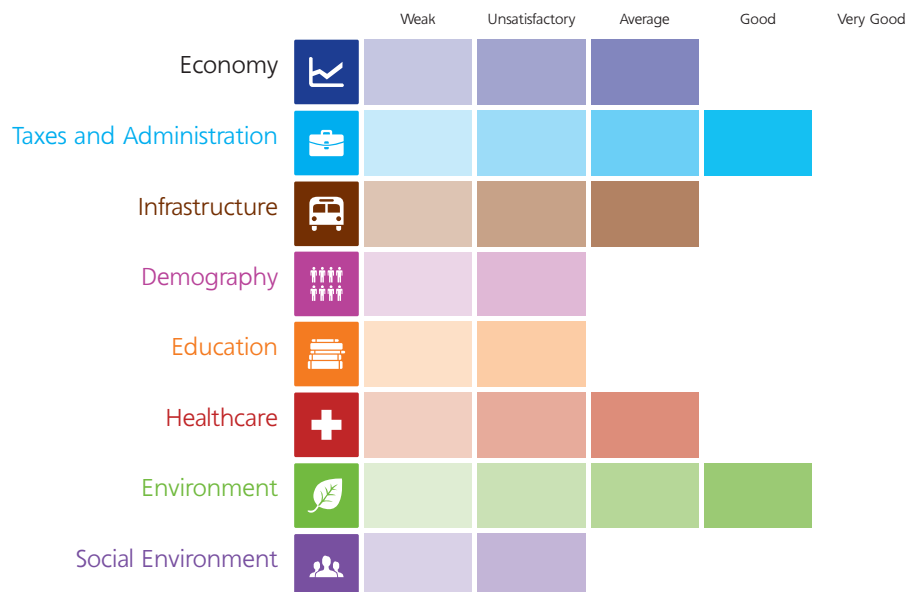 Weak Unsatisfactory Average Good Very Good
Economy
Taxes and Administration
Infrastructure
Demography
Education
Healthcare
Environment
Social Environment